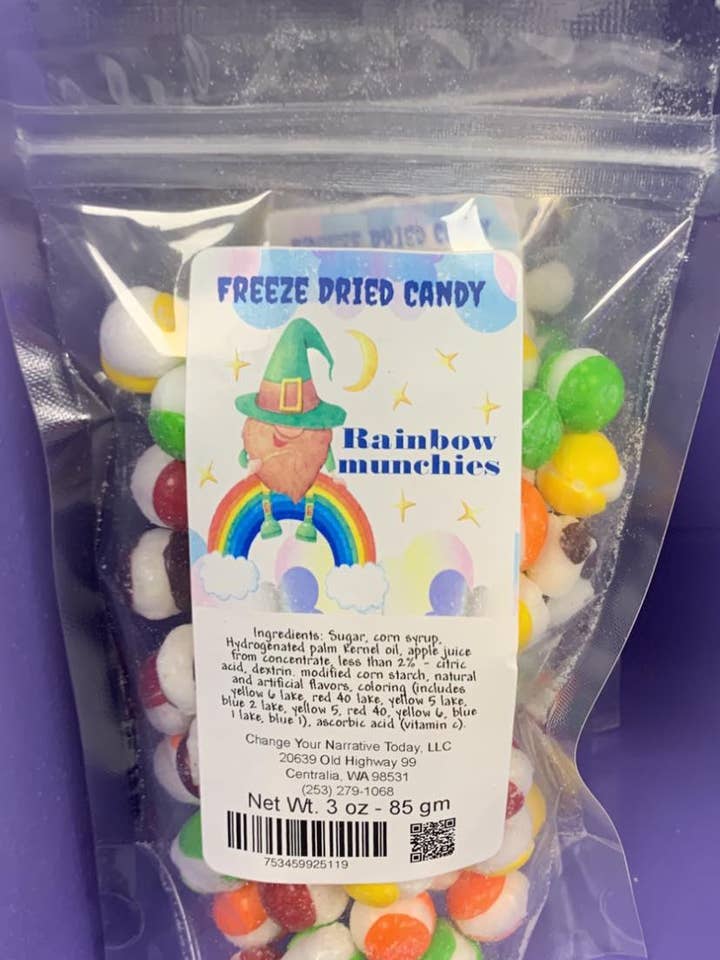 FREEZE DRIED CANDY
Rainbow
munchies
Ingredients: Sugar, corn syrup,
Hydrogenated palm kernel oil, apple juice
from concentrate, less than 2% - citric
acid, dextrin, modified corn starch, natural
and artificial flavors, coloring (includes
yellow 6 lake, red 40 lake, yellow 5 lake,
blue 2 lake, yellow 5, red 40, yellow 6, blue
1 lake, blue 1), ascorbic acid (vitamin c).
Change Your Narrative Today, LLC
20639 Old Highway 99
Centralia, WA 98531
(253) 279-1068
Net Wt. 3 oz - 85 gm
753459925119